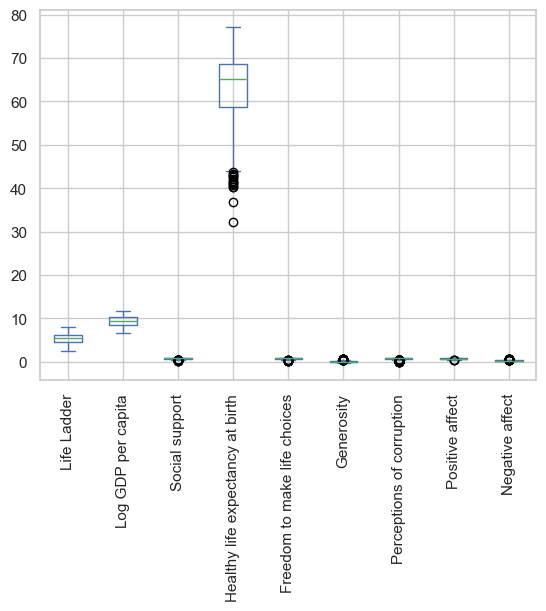 80
70
60
50
40
30
20
10
0
Life Ladder
Log GDP per capita
Social support
Healthy life expectancy at birth
Freedom to make life choices
Generosity
Perceptions of corruption
Positive affect
Negative affect